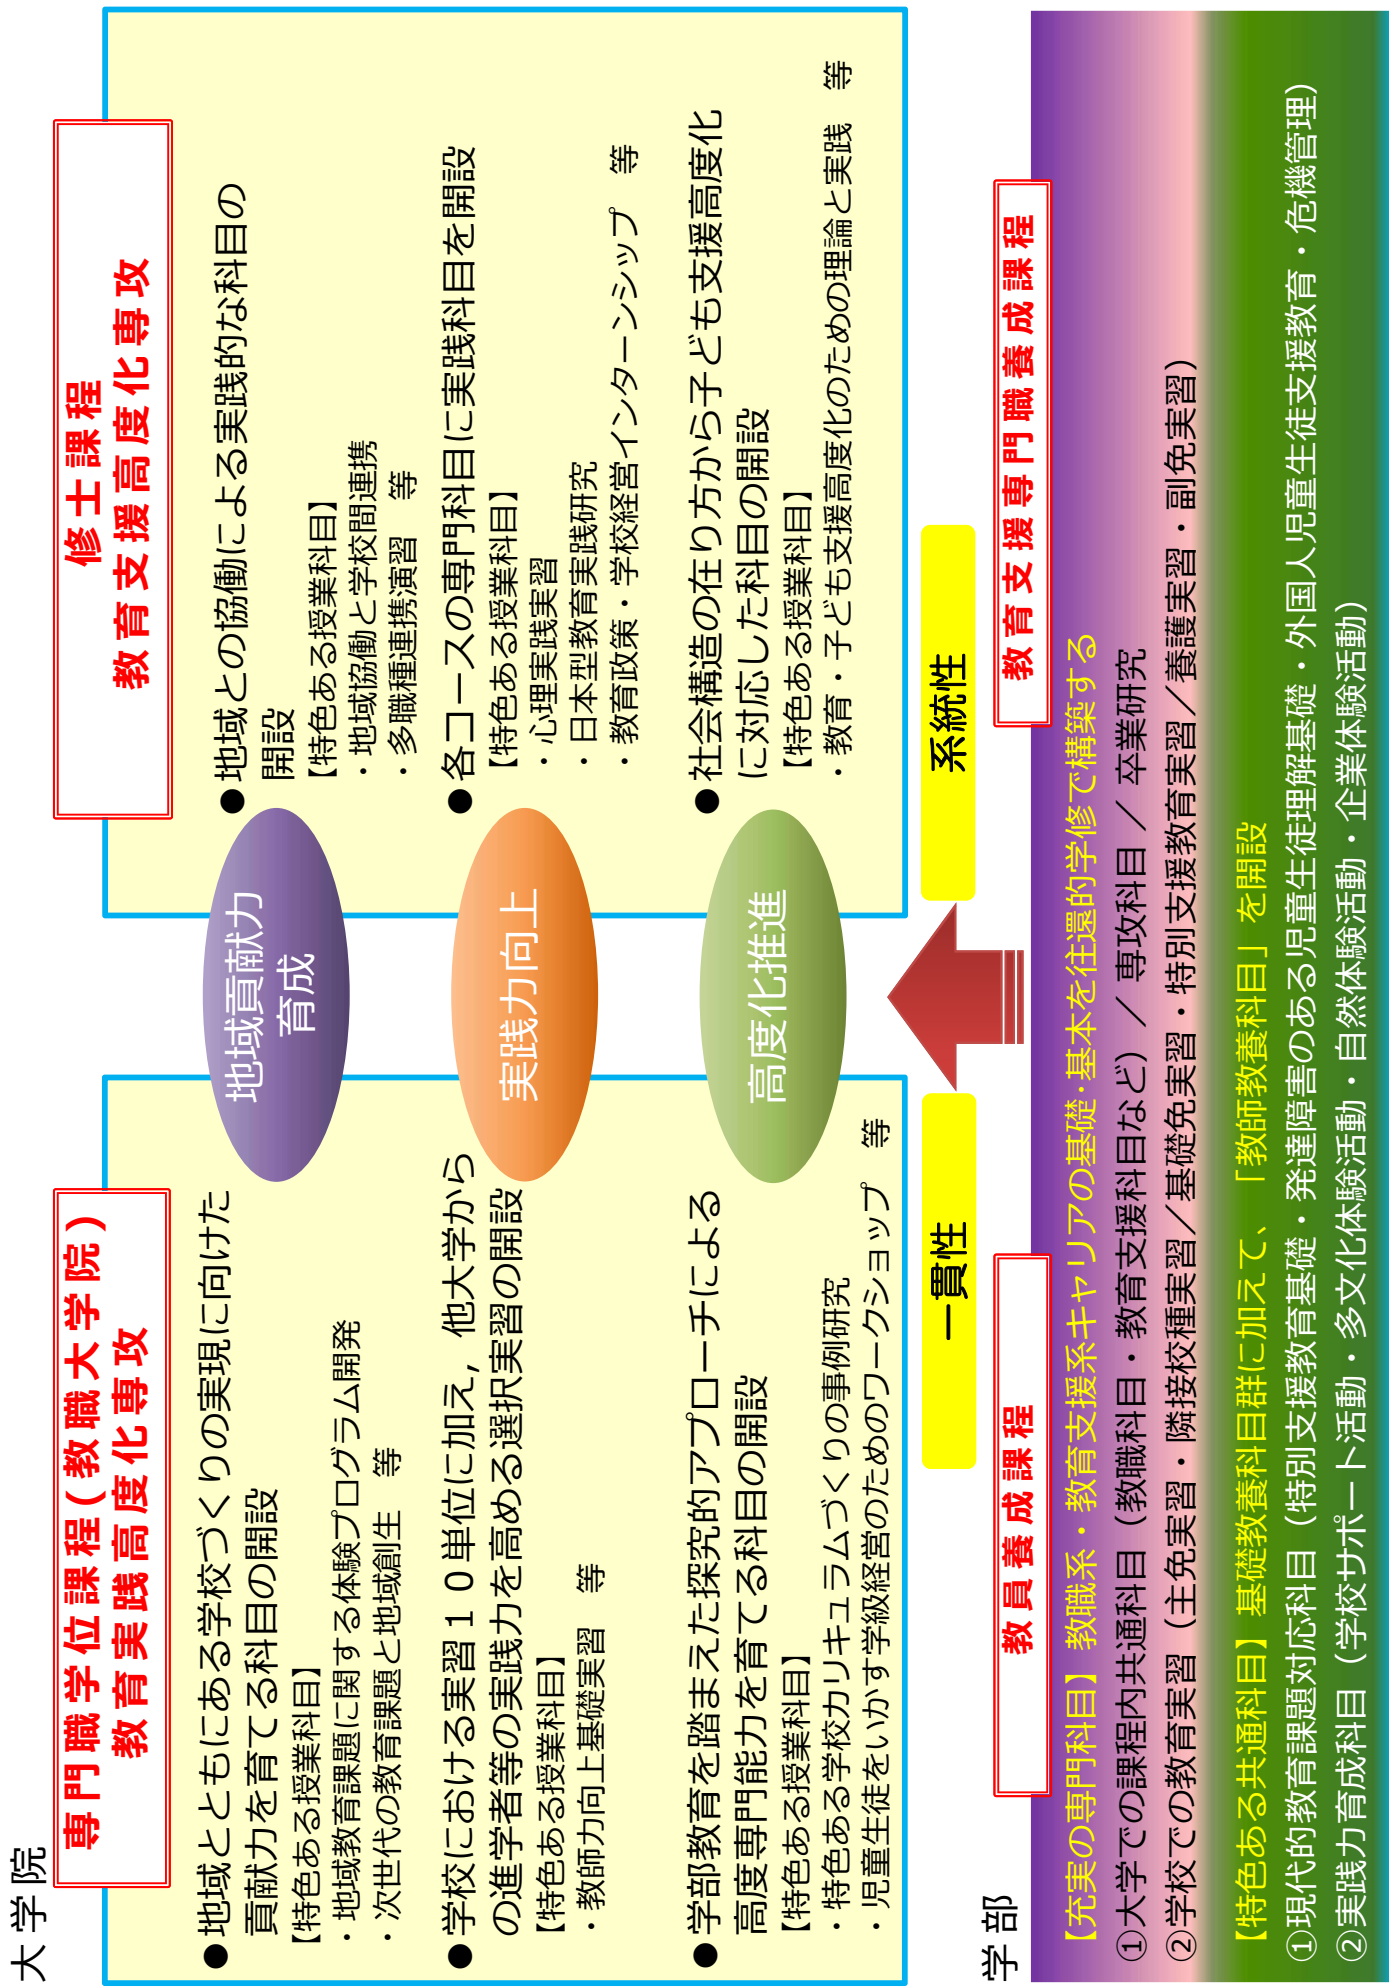 大学院
専門職学位課程(教職大学院)
教育実践高度化専攻
●地域とともにある学校づくりの実現に向けた
貢献力を育てる科目の開設
【特色ある授業科目】
・地域教育課題に関する体験プログラム開発
・次世代の教育課題と地域創生　等
●学校における実習１０単位に加え, 他大学から
の進学者等の実践力を高める選択実習の開設
【特色ある授業科目】
・教師力向上基礎実習　等
●学部教育を踏まえた探究的アプローチによる
高度専門能力を育てる科目の開設
【特色ある授業科目】
・特色ある学校カリキュラムづくりの事例研究
・児童生徒をいかす学級経営のためのワークショップ　等
地域貢献力
育成
実践力向上
高度化推進
修士課程
教育支援高度化専攻
●地域との協働による実践的な科目の
開設
【特色ある授業科目】
・地域協働と学校間連携
・多職種連携演習　等
●各コースの専門科目に実践科目を開設
【特色ある授業科目】
・心理実践実習
・日本型教育実践研究
・教育政策・学校経営インターンシップ　等
●社会構造の在り方から子ども支援高度化
に対応した科目の開設
【特色ある授業科目】
・教育・子ども支援高度化のための理論と実践　等
一貫性
系統性
学部
教員養成課程
教育支援専門職養成課程
【充実の専門科目】教職系・教育支援系キャリアの基礎･基本を往還的学修で構築する
①大学での課程内共通科目（教職科目・教育支援科目など）／ 専攻科目 ／ 卒業研究
②学校での教育実習（主免実習・隣接校種実習／基礎免実習・特別支援教育実習／養護実習・副免実習）
【特色ある共通科目】基礎教養科目群に加えて、「教師教養科目」を開設
①現代的教育課題対応科目（特別支援教育基礎・発達障害のある児童生徒理解基礎・外国人児童生徒支援教育・危機管理）
②実践力育成科目（学校サポート活動・多文化体験活動・自然体験活動・企業体験活動）